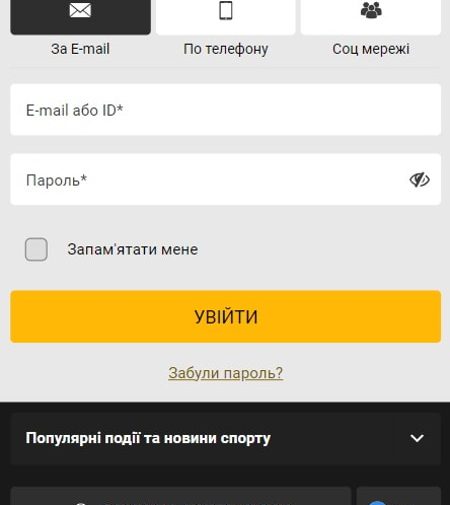 За E-mail
По телефону
Соц мережі
E-mail або ID*
Пароль*
Запам'ятати мене
УВІЙТИ
Забули пароль?
Популярні події та новини спорту